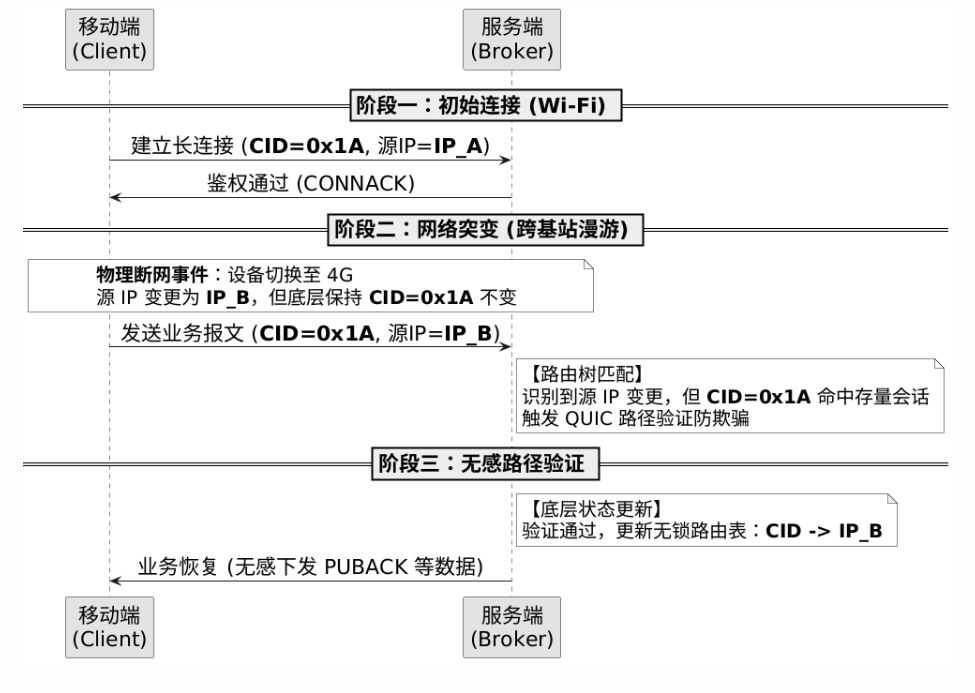 移动端
(Client)
服务端
(Broker)
阶段一：初始连接 (Wi-Fi)
建立长连接 (CID=0x1A, 源IP=IP_A)
鉴权通过 (CONNACK)
阶段二：网络突变 (跨基站漫游)
物理断网事件：设备切换至 4G
源 IP 变更为 IP_B，但底层保持 CID=0x1A 不变
发送业务报文 (CID=0x1A, 源IP=IP_B)
【路由树匹配】
识别到源 IP 变更，但 CID=0x1A 命中存量会话
触发 QUIC 路径验证防欺骗
阶段三：无感路径验证
【底层状态更新】
验证通过，更新无锁路由表：CID -> IP_B
业务恢复 (无感下发 PUBACK 等数据)
移动端
(Client)
服务端
(Broker)